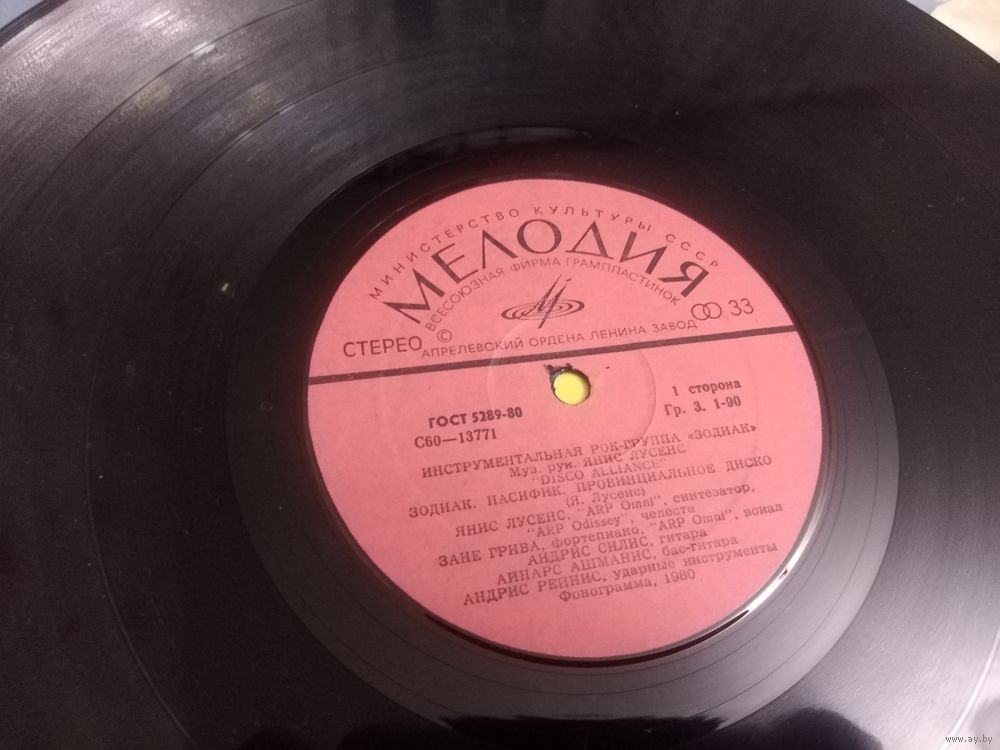 МИНИСТЕРСТВО КУЛЬТУРЫ СССР
МЕЛОДИЯ
ВСЕСОЮЗНАЯ ФИРМА ГРАМПЛАСТИНОК
СТЕРЕО © 33
АПРЕЛЕВСКИЙ ОРДЕНА ЛЕНИНА ЗАВОД
ГОСТ 5289-80
С60—13771
1 сторона
Гр. 3. 1-90
ИНСТРУМЕНТАЛЬНАЯ РОК-ГРУППА «ЗОДИАК»
Муз. рук. ЯНИС ЛУСЕНС
"DISCO ALLIANCE"
ЗОДИАК. ПАСИФИК. ПРОВИНЦИАЛЬНОЕ ДИСКО
(Я. Лусенс)
ЯНИС ЛУСЕНС, "ARP Omni", синтезатор,
"ARP Odissey", челеста
ЗАНЕ ГРИВА, фортепиано, "ARP Omni", вокал
АНДРИС СИЛИС, гитара
АЙНАРС АШМАНИС, бас-гитара
АНДРИС РЕЙНИС, ударные инструменты
Фонограмма, 1980
www.ay.by